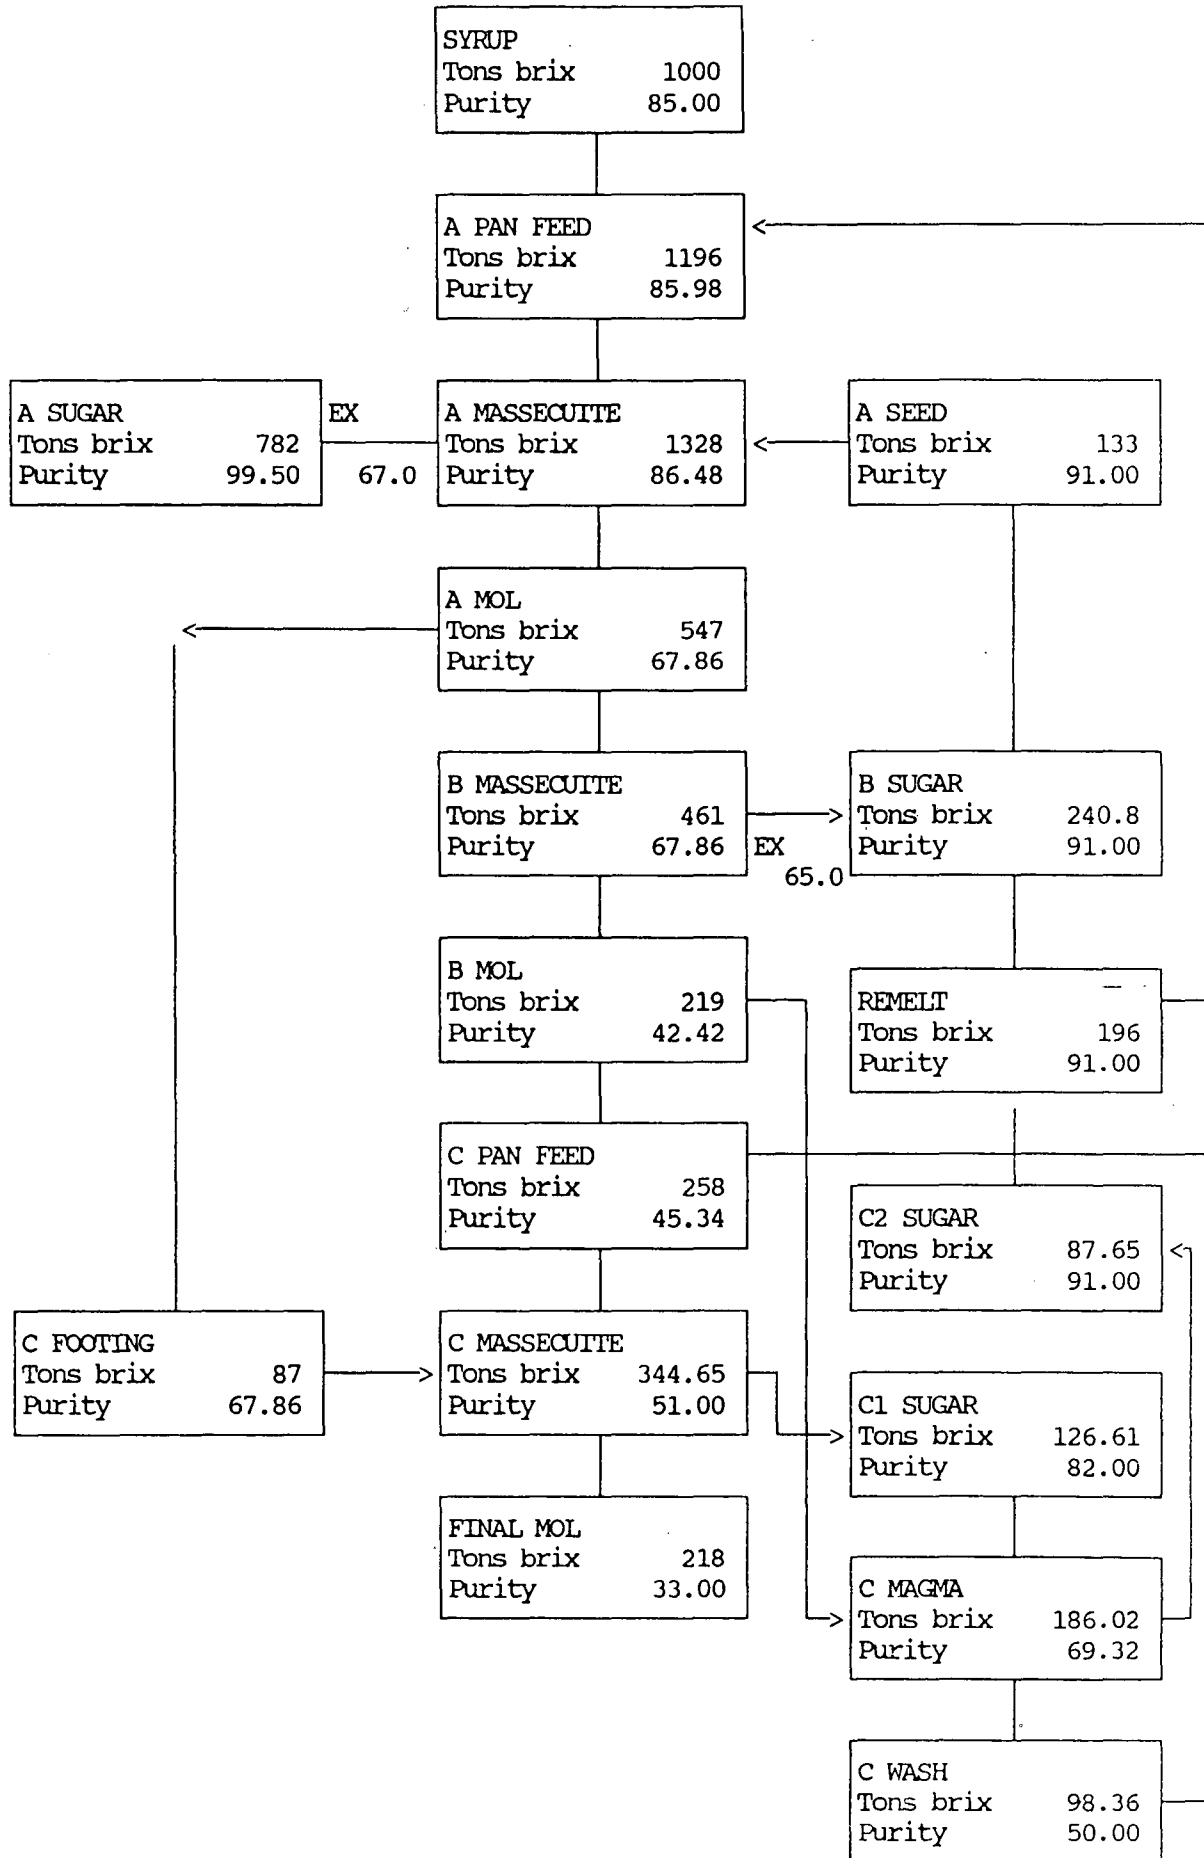 SYRUP
Tons brix 1000
Purity 85.00
A PAN FEED
Tons brix 1196
Purity 85.98
A SUGAR
Tons brix 782
Purity 99.50
EX
67.0
A MASSECUITTE
Tons brix 1328
Purity 86.48
A SEED
Tons brix 133
Purity 91.00
A MOL
Tons brix 547
Purity 67.86
B MASSECUITTE
Tons brix 461
Purity 67.86
EX
65.0
B SUGAR
Tons brix 240.8
Purity 91.00
B MOL
Tons brix 219
Purity 42.42
REMELT
Tons brix 196
Purity 91.00
C PAN FEED
Tons brix 258
Purity 45.34
C2 SUGAR
Tons brix 87.65
Purity 91.00
C FOOTING
Tons brix 87
Purity 67.86
C MASSECUITTE
Tons brix 344.65
Purity 51.00
C1 SUGAR
Tons brix 126.61
Purity 82.00
FINAL MOL
Tons brix 218
Purity 33.00
C MAGMA
Tons brix 186.02
Purity 69.32
C WASH
Tons brix 98.36
Purity 50.00